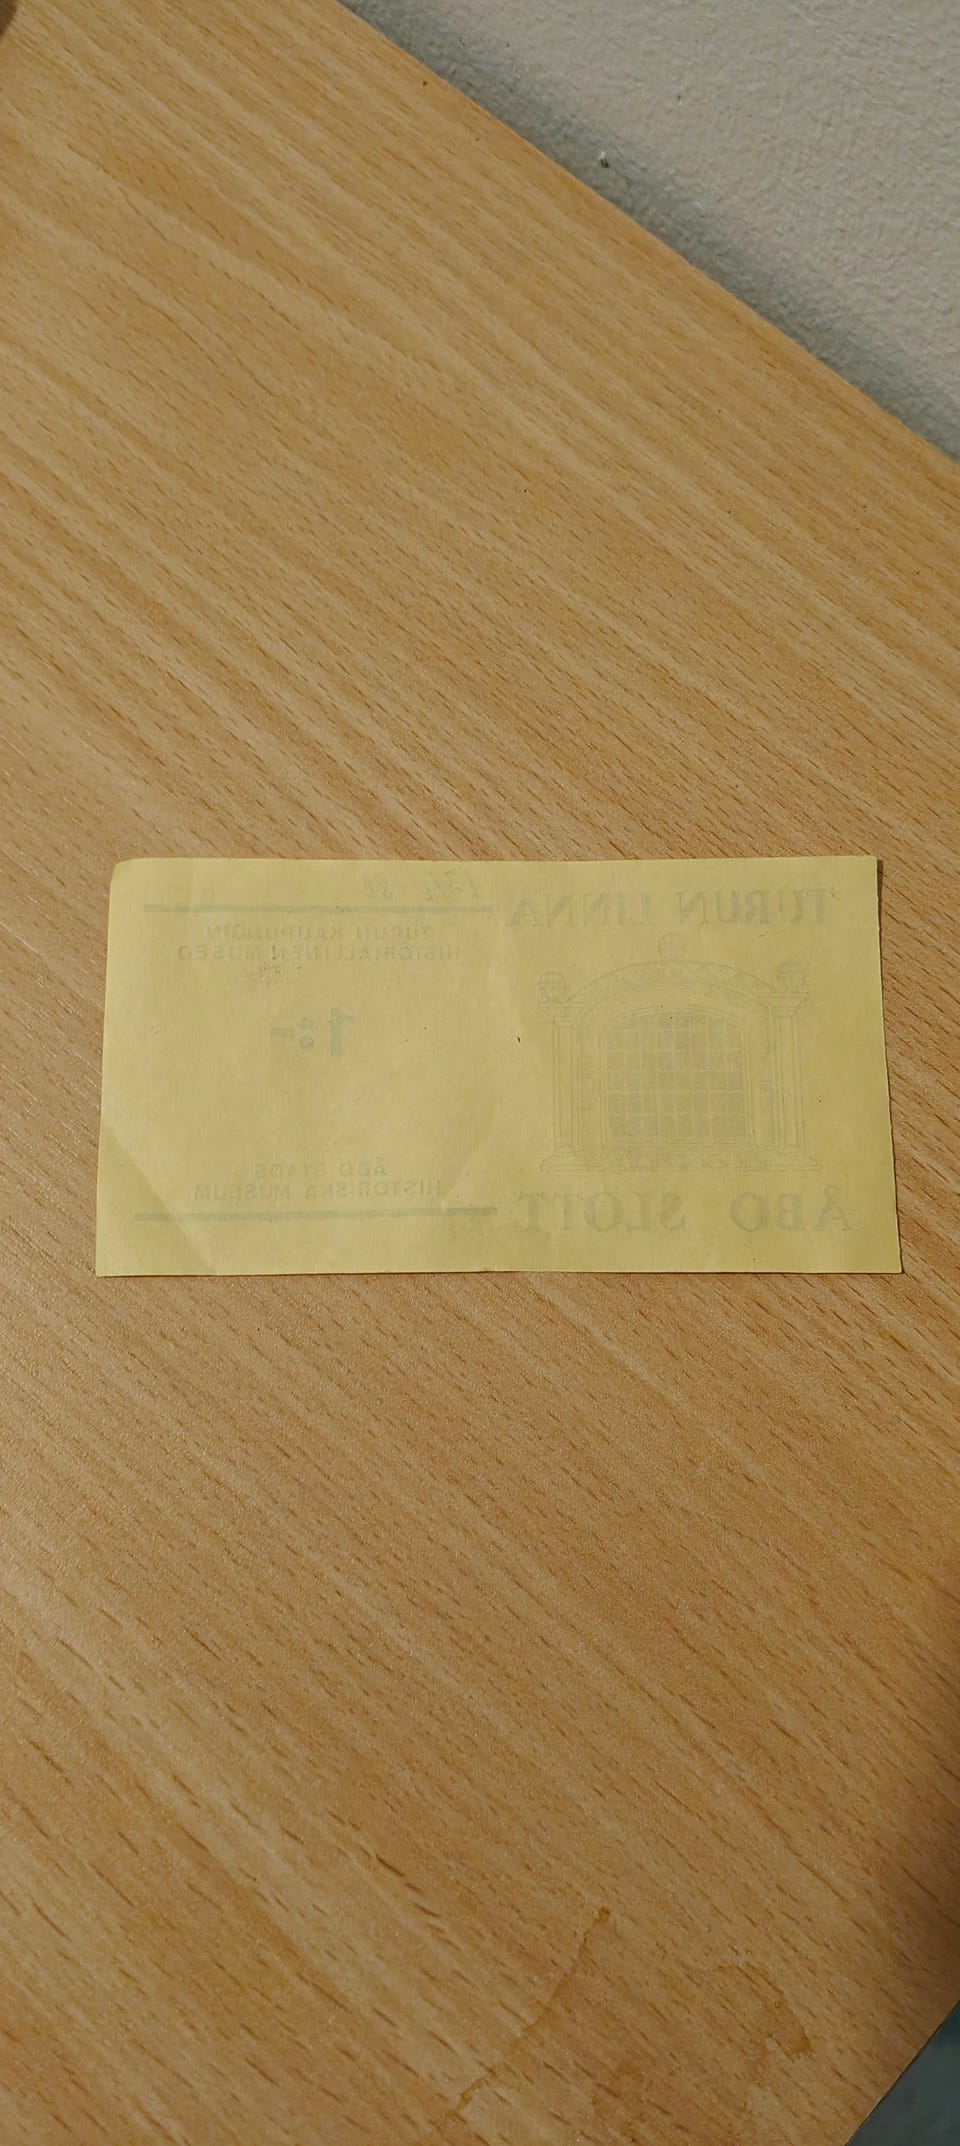 TURUN LINNA
ÅBO SLOTT
TURUN KAUPUNGIN
HISTORIALLINEN MUSEO
1:-
ÅBO STADS
HISTORISKA MUSEUM